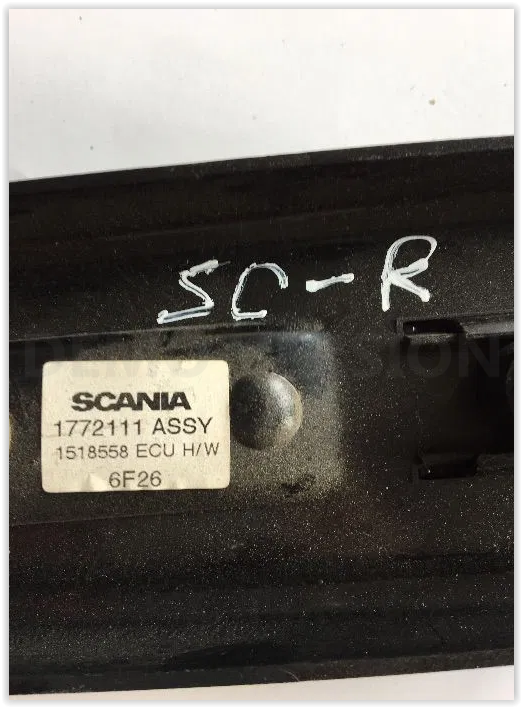 SC-R
SCANIA
1772111 ASSY
1518558 ECU H/W
6F26